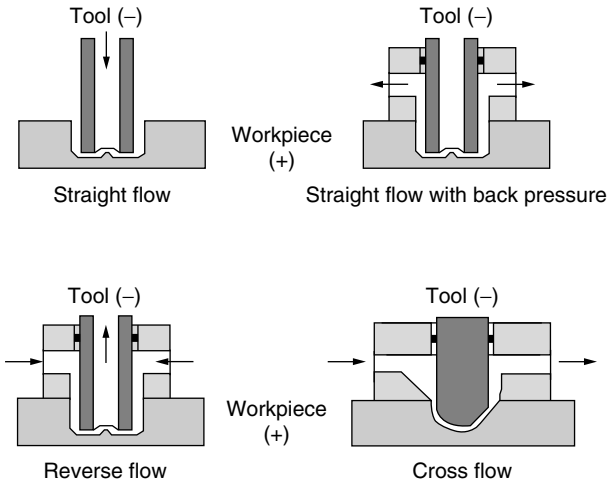 Tool (–)
Tool (–)
Workpiece
(+)
Straight flow
Straight flow with back pressure
Tool (–)
Tool (–)
Workpiece
(+)
Reverse flow
Cross flow